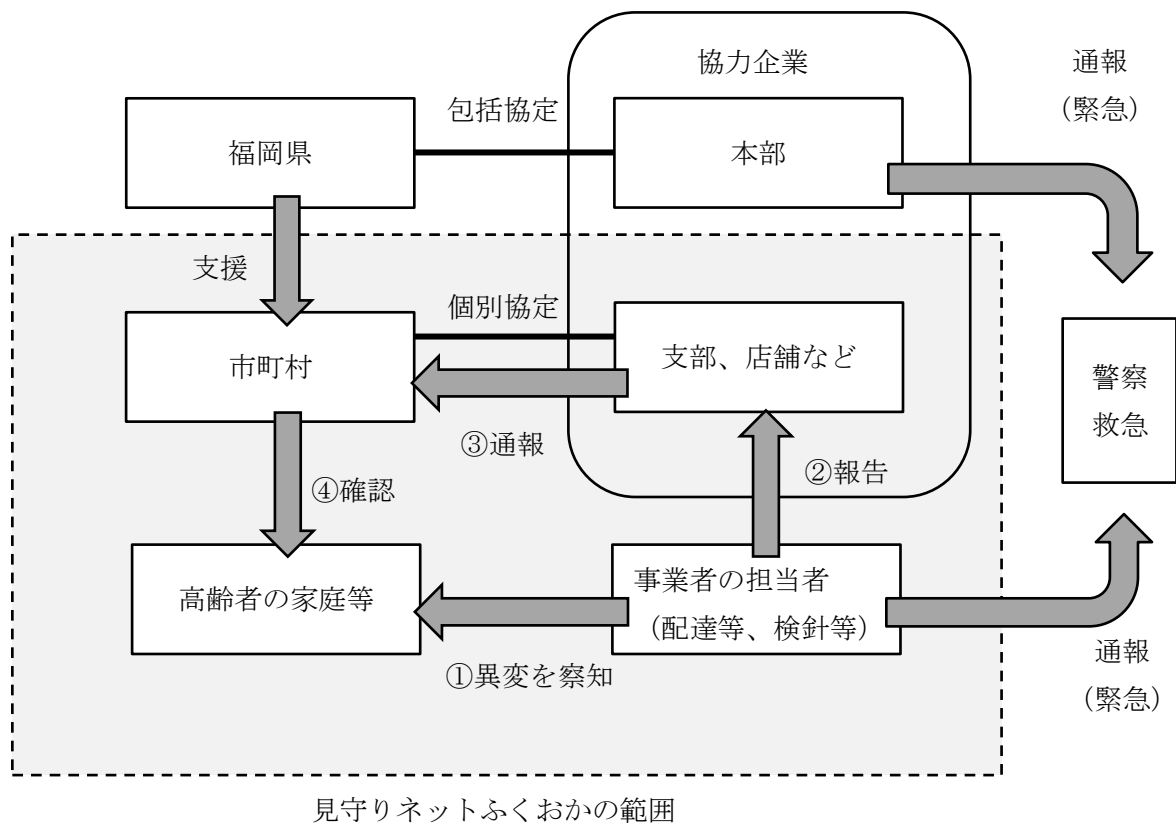 協力企業
通報
(緊急)
包括協定
福岡県
本部
支援
個別協定
市町村
支部、店舗など
警察
救急
③通報
②報告
④確認
高齢者の家庭等
事業者の担当者
(配達等、検針等)
①異変を察知
通報
(緊急)
見守りネットふくおかの範囲